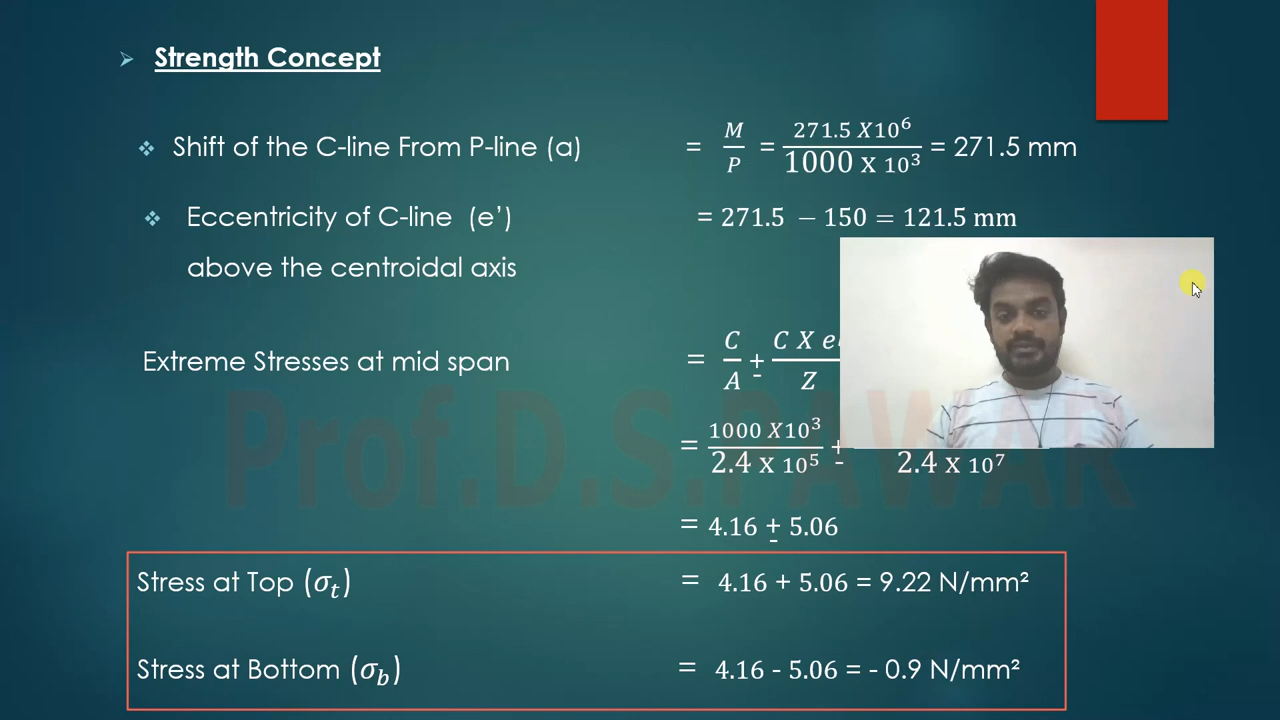 Strength Concept
Shift of the C-line From P-line (a) = M/P = 271.5 X10⁶ / 1000 X 10³ = 271.5 mm
Eccentricity of C-line (e’) = 271.5 − 150 = 121.5 mm
above the centroidal axis
Extreme Stresses at mid span = C/A ± C X e / Z
= 1000 X10³ / 2.4 X 10⁵ ± 2.4 X 10⁷
= 4.16 ± 5.06
Stress at Top (σₜ) = 4.16 + 5.06 = 9.22 N/mm²
Stress at Bottom (σ_b) = 4.16 - 5.06 = - 0.9 N/mm²
Prof.D.S.PAWAR